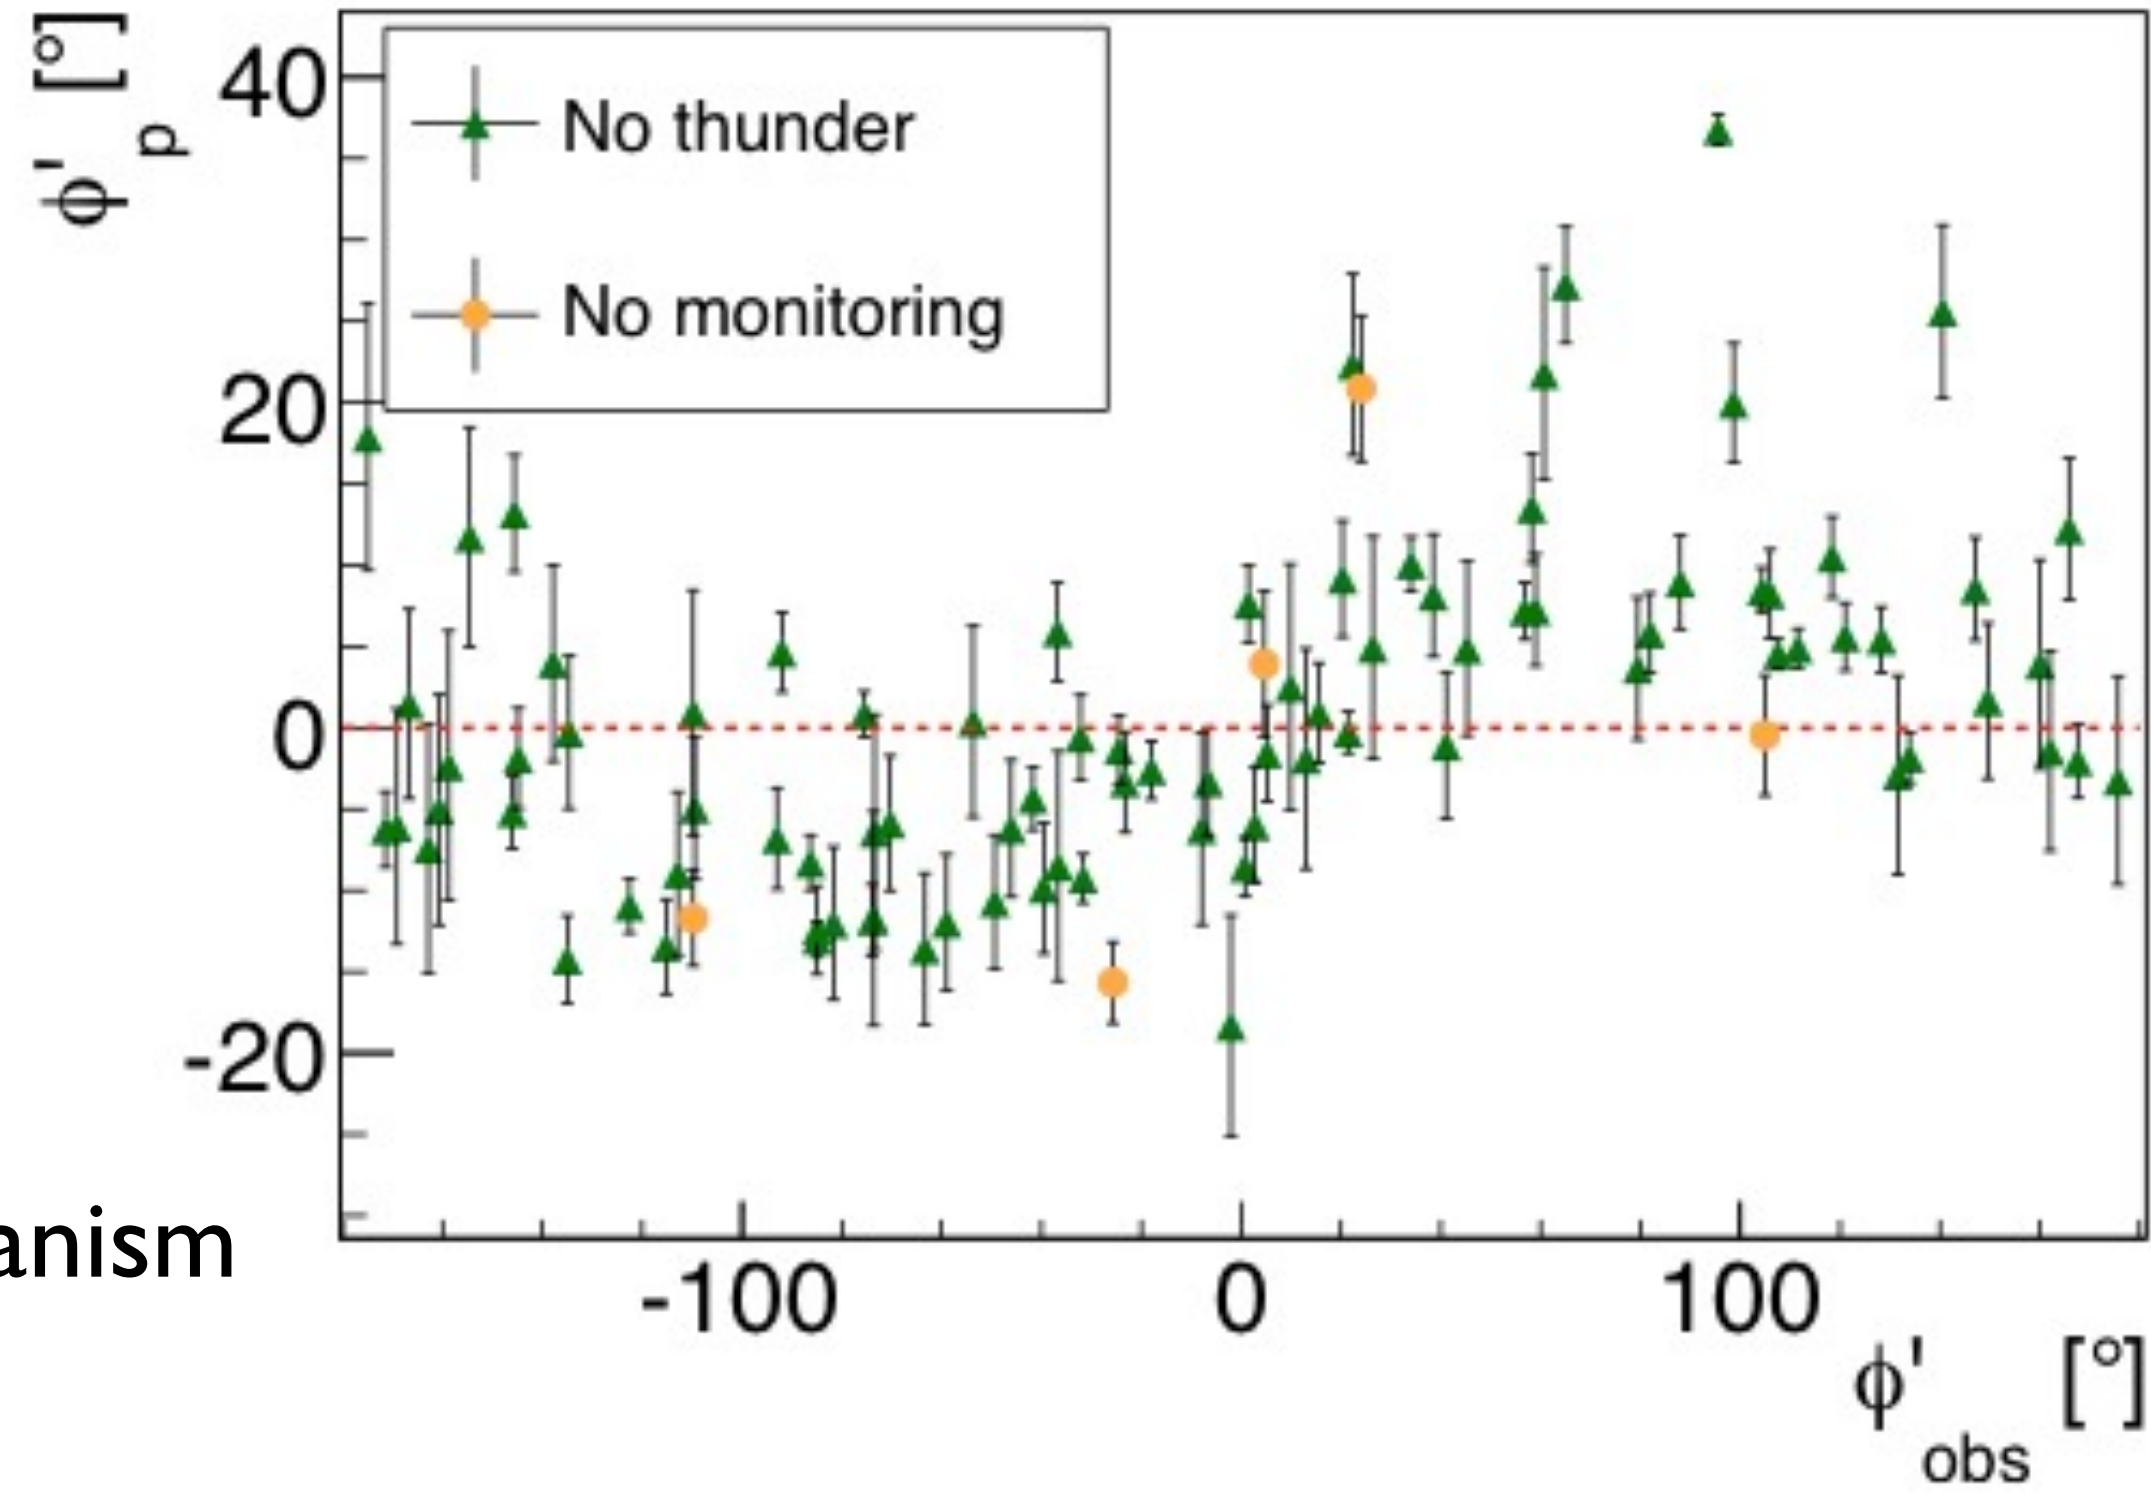 ϕ'p [°]
40
20
0
-20
No thunder
No monitoring
anism
-100 0 100
ϕ'obs [°]